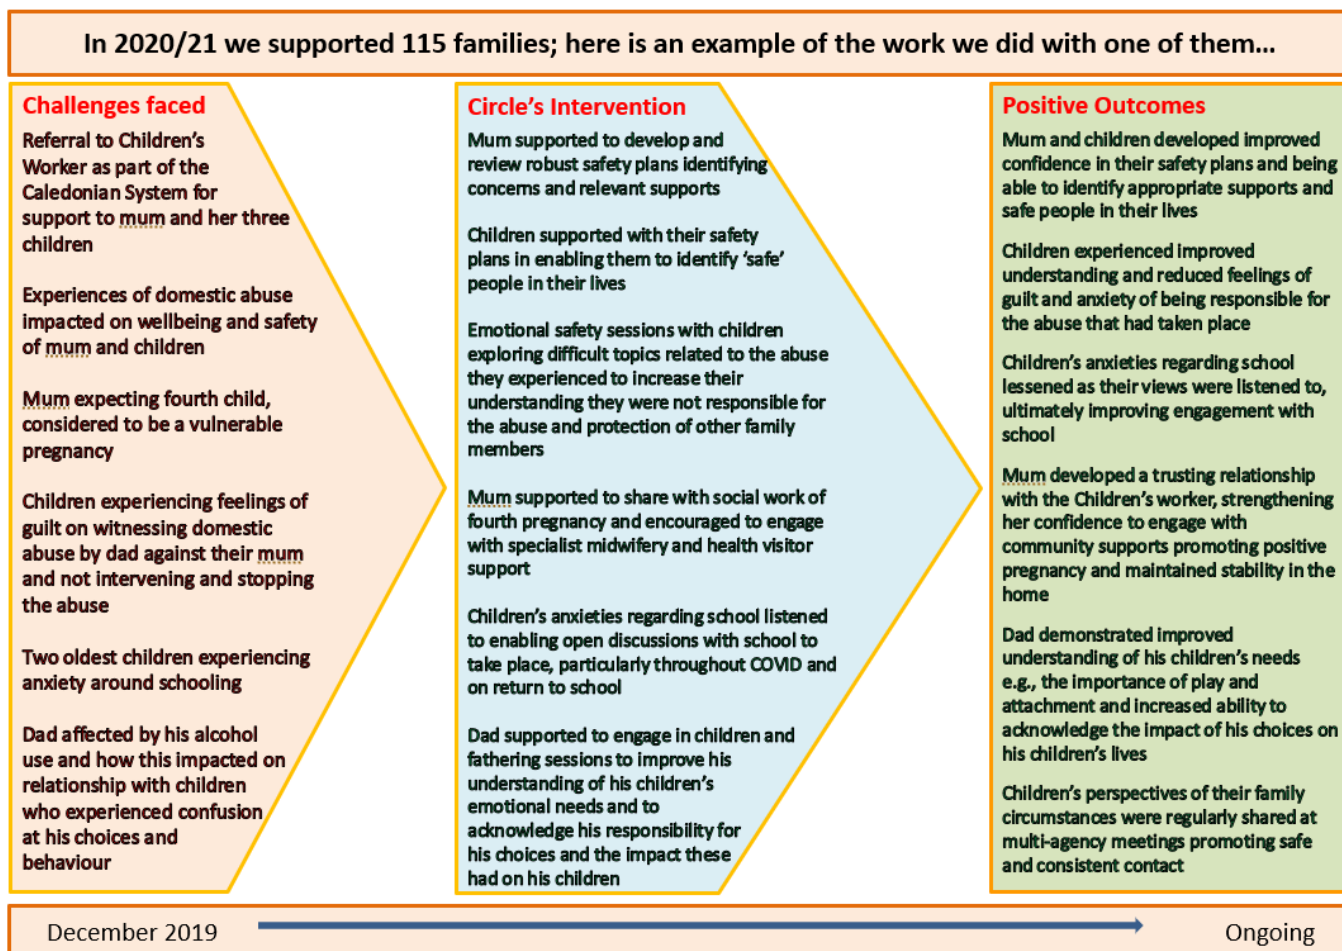 In 2020/21 we supported 115 families; here is an example of the work we did with one of them...
Challenges faced
Referral to Children's
Worker as part of the
Caledonian System for
support to mum and her three
children
Experiences of domestic abuse
impacted on wellbeing and safety
of mum and children
Mum expecting fourth child,
considered to be a vulnerable
pregnancy
Children experiencing feelings of
guilt on witnessing domestic
abuse by dad against their mum
and not intervening and stopping
the abuse
Two oldest children experiencing
anxiety around schooling
Dad affected by his alcohol
use and how this impacted on
relationship with children
who experienced confusion
at his choices and
behaviour
Circle's Intervention
Mum supported to develop and
review robust safety plans identifying
concerns and relevant supports
Children supported with their safety
plans in enabling them to identify 'safe'
people in their lives
Emotional safety sessions with children
exploring difficult topics related to the abuse
they experienced to increase their
understanding they were not responsible for
the abuse and protection of other family
members
Mum supported to share with social work of
fourth pregnancy and encouraged to engage
with specialist midwifery and health visitor
support
Children's anxieties regarding school listened
to enabling open discussions with school to
take place, particularly throughout COVID and
on return to school
Dad supported to engage in children and
fathering sessions to improve his
understanding of his children's
emotional needs and to
acknowledge his responsibility for
his choices and the impact these
had on his children
Positive Outcomes
Mum and children developed improved
confidence in their safety plans and being
able to identify appropriate supports and
safe people in their lives
Children experienced improved
understanding and reduced feelings of
guilt and anxiety of being responsible for
the abuse that had taken place
Children's anxieties regarding school
lessened as their views were listened to,
ultimately improving engagement with
school
Mum developed a trusting relationship
with the Children's worker, strengthening
her confidence to engage with
community supports promoting positive
pregnancy and maintained stability in the
home
Dad demonstrated improved
understanding of his children's needs
e.g., the importance of play and
attachment and increased ability to
acknowledge the impact of his choices on
his children's lives
Children's perspectives of their family
circumstances were regularly shared at
multi-agency meetings promoting safe
and consistent contact
December 2019
Ongoing